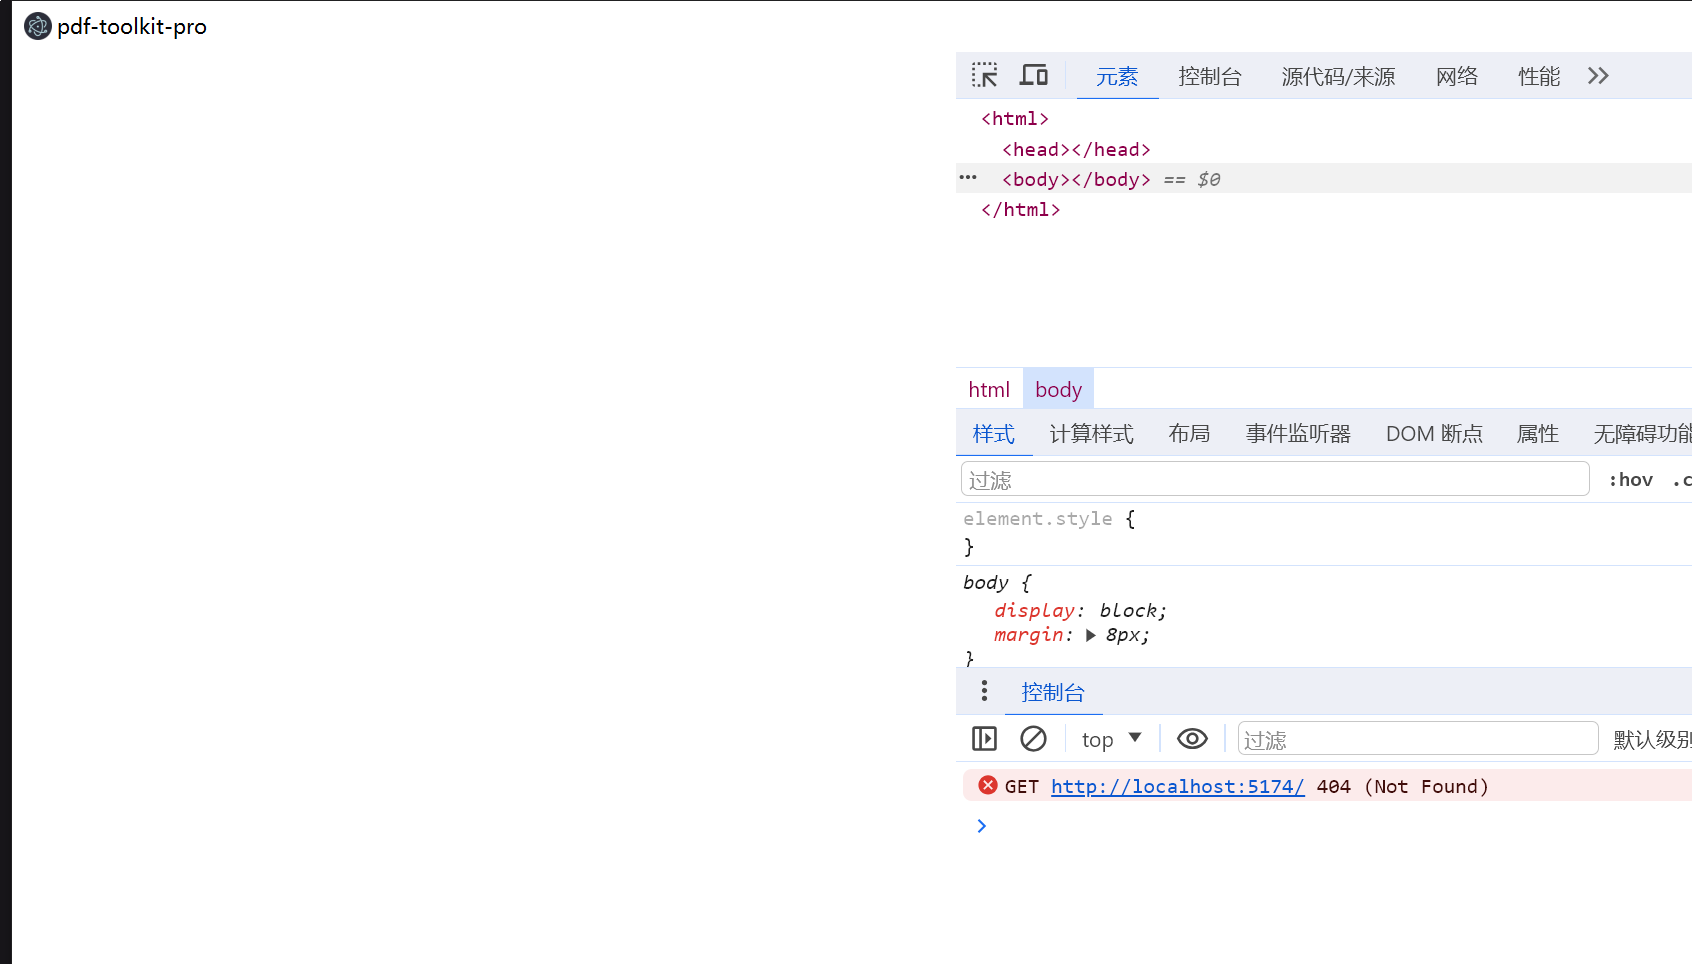 pdf-toolkit-pro
元素 控制台 源代码/来源 网络 性能
<html>
<head></head>
<body></body> == $0
</html>
html body
样式 计算样式 布局 事件监听器 DOM 断点 属性 无障碍功能
过滤 :hov .c
element.style {
}
body {
display: block;
margin: 8px;
}
控制台
top 过滤 默认级别
GET http://localhost:5174/ 404 (Not Found)